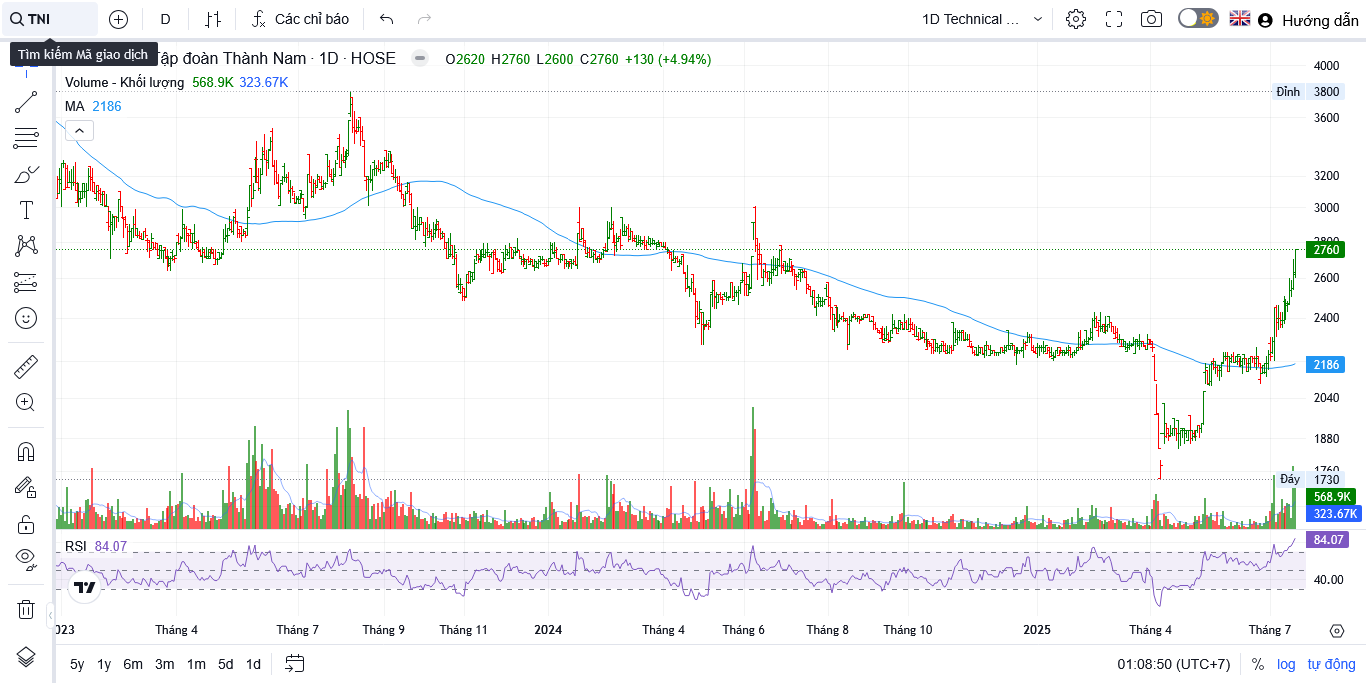 TNI
D
Các chỉ báo
1D Technical ...
Hướng dẫn
Tìm kiếm Mã giao dịch
Tập đoàn Thành Nam · 1D · HOSE
O2620 H2760 L2600 C2760 +130 (+4.94%)
Volume - Khối lượng 568.9K 323.67K
MA 2186
4000
Đỉnh 3800
3600
3200
3000
2800
2760
2600
2400
2186
2040
1880
1760
Đáy 1730
568.9K
323.67K
RSI 84.07
84.07
40.00
2023 Tháng 4 Tháng 7 Tháng 9 Tháng 11 2024 Tháng 4 Tháng 6 Tháng 8 Tháng 10 2025 Tháng 4 Tháng 7
5y 1y 6m 3m 1m 5d 1d
01:08:50 (UTC+7) % log tự động